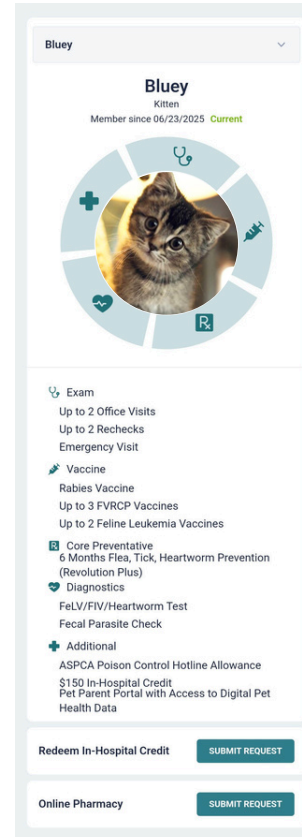 Bluey
Bluey
Kitten
Member since 06/23/2025 Current
Rx
Exam
Up to 2 Office Visits
Up to 2 Rechecks
Emergency Visit
Vaccine
Rabies Vaccine
Up to 3 FVRCP Vaccines
Up to 2 Feline Leukemia Vaccines
Rx Core Preventative
6 Months Flea, Tick, Heartworm Prevention
(Revolution Plus)
Diagnostics
FeLV/FIV/Heartworm Test
Fecal Parasite Check
Additional
ASPCA Poison Control Hotline Allowance
$150 In-Hospital Credit
Pet Parent Portal with Access to Digital Pet
Health Data
Redeem In-Hospital Credit SUBMIT REQUEST
Online Pharmacy SUBMIT REQUEST